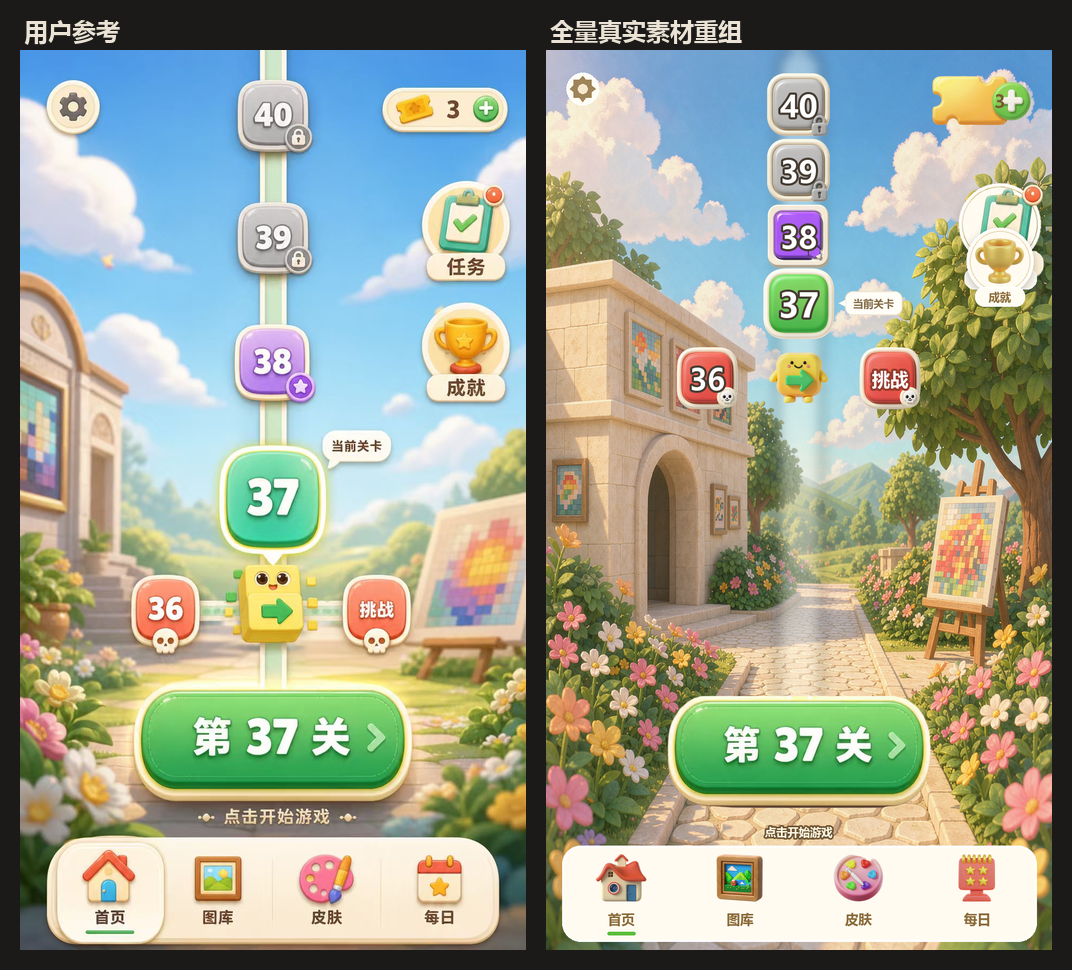 用户参考
40
3
39
任务
38
成就
当前关卡
37
36
挑战
第 37 关
点击开始游戏
首页
图库
皮肤
每日
全量真实素材重组
40
3
39
38
37
当前关卡
成就
36
挑战
第 37 关
点击开始游戏
首页
图库
皮肤
每日